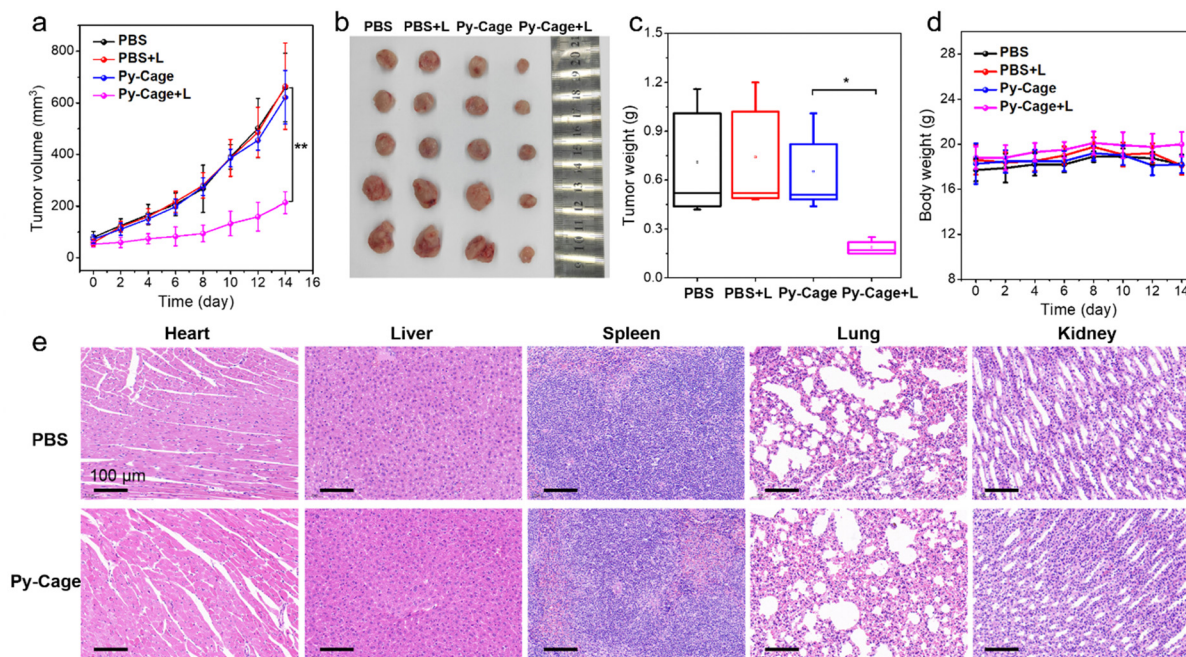 a
PBS
PBS+L
Py-Cage
Py-Cage+L
800
600
400
200
0
Tumor volume (mm³)
**
0 2 4 6 8 10 12 14 16
Time (day)
b
PBS PBS+L Py-Cage Py-Cage+L
c
1.5
1.2
0.9
0.6
0.3
0.0
Tumor weight (g)
*
PBS PBS+L Py-Cage Py-Cage+L
d
PBS
PBS+L
Py-Cage
Py-Cage+L
28
24
20
16
12
8
Body weight (g)
0 2 4 6 8 10 12 14
Time (day)
e
Heart Liver Spleen Lung Kidney
PBS
100 μm
Py-Cage